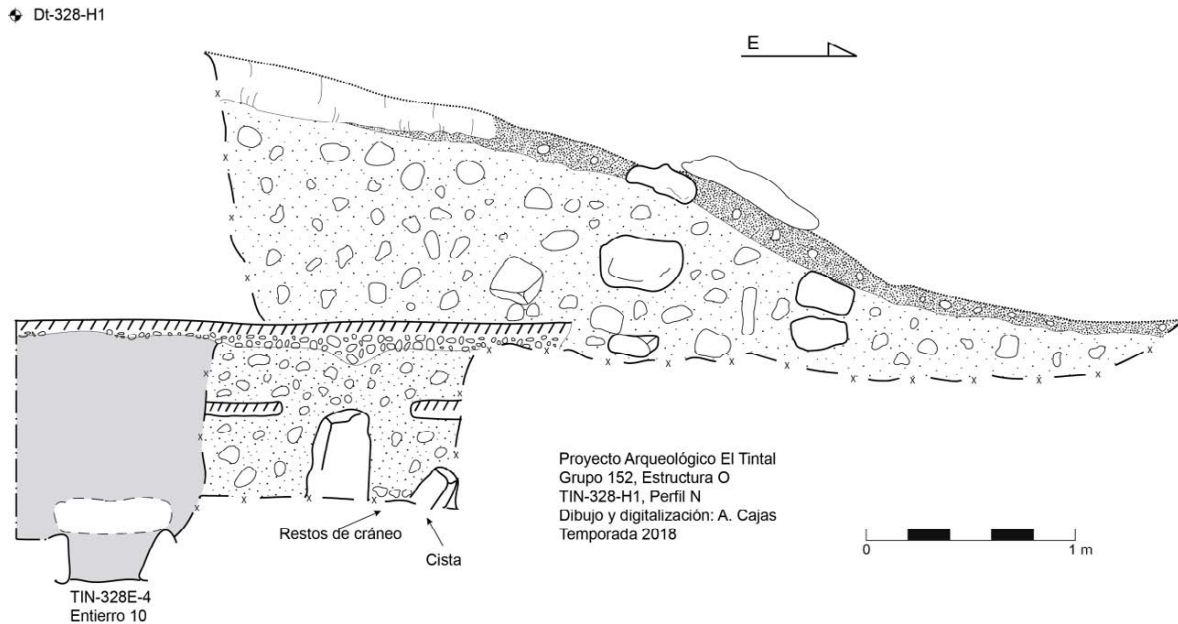 Dt-328-H1
E
Proyecto Arqueológico El Tintal
Grupo 152, Estructura O
TIN-328-H1, Perfil N
Dibujo y digitalización: A. Cajas
Temporada 2018
Restos de cráneo
Cista
0 1 m
TIN-328E-4
Entierro 10